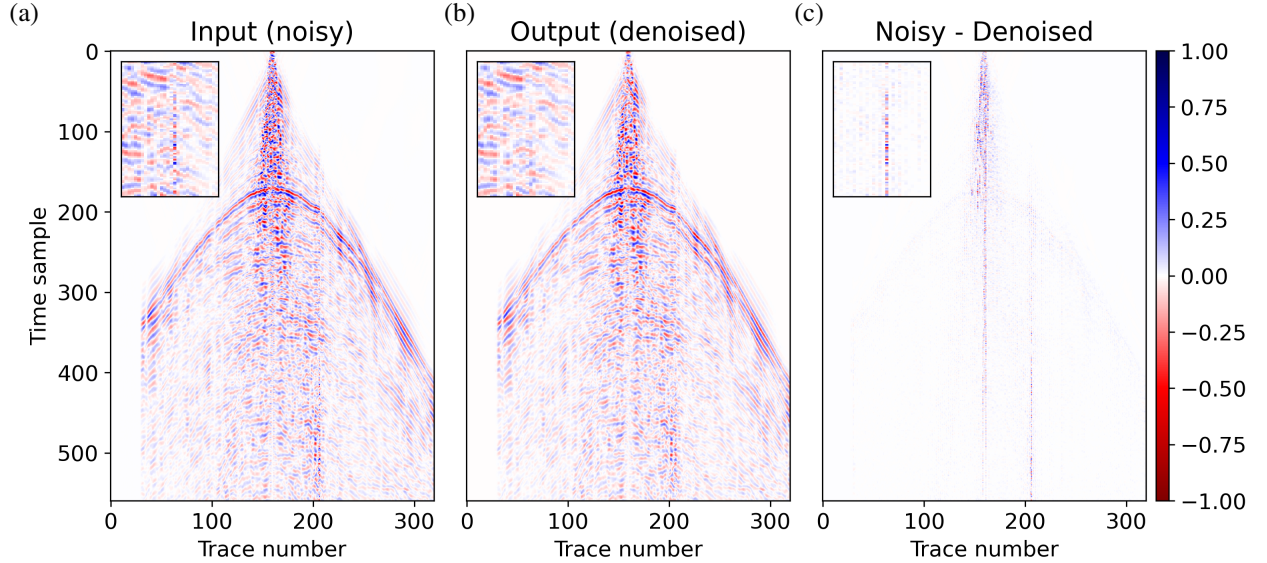 (a) (b) (c)
Input (noisy) Output (denoised) Noisy - Denoised
0 1.00
0.75
100
0.50
200 0.25
Time sample
0.00
300
−0.25
400
−0.50
500 −0.75
−1.00
0 100 200 300 0 100 200 300 0 100 200 300
Trace number Trace number Trace number